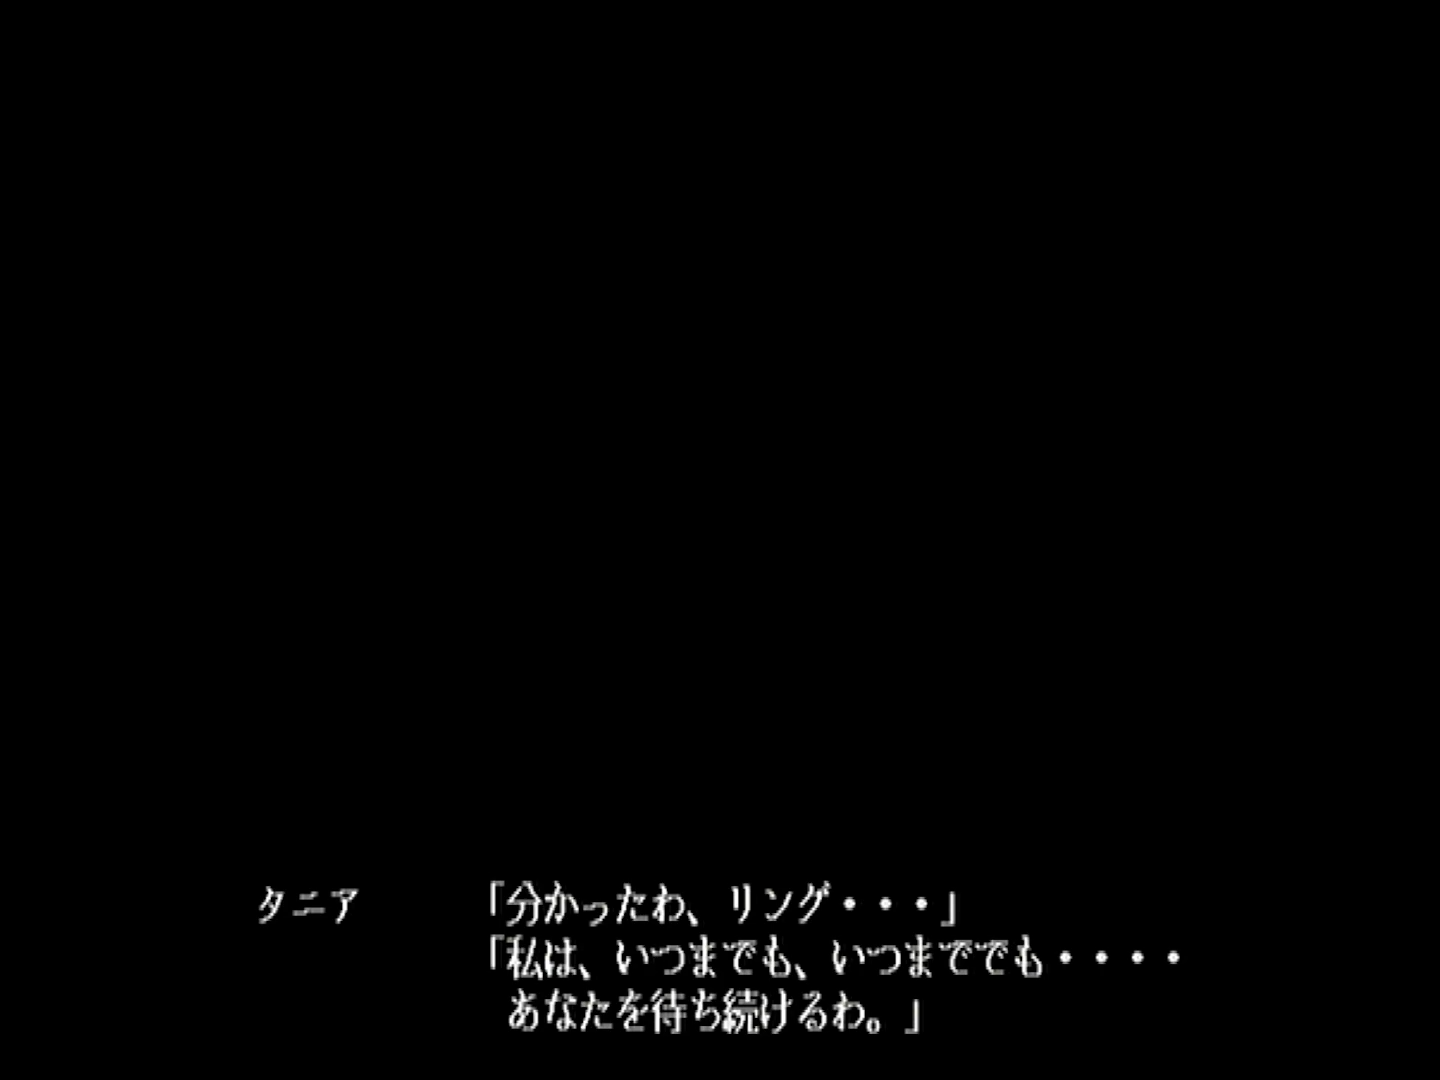 タニア 「分かったわ、リング・・・」
「私は、いつまでも、いつまででも・・・・
あなたを待ち続けるわ。」